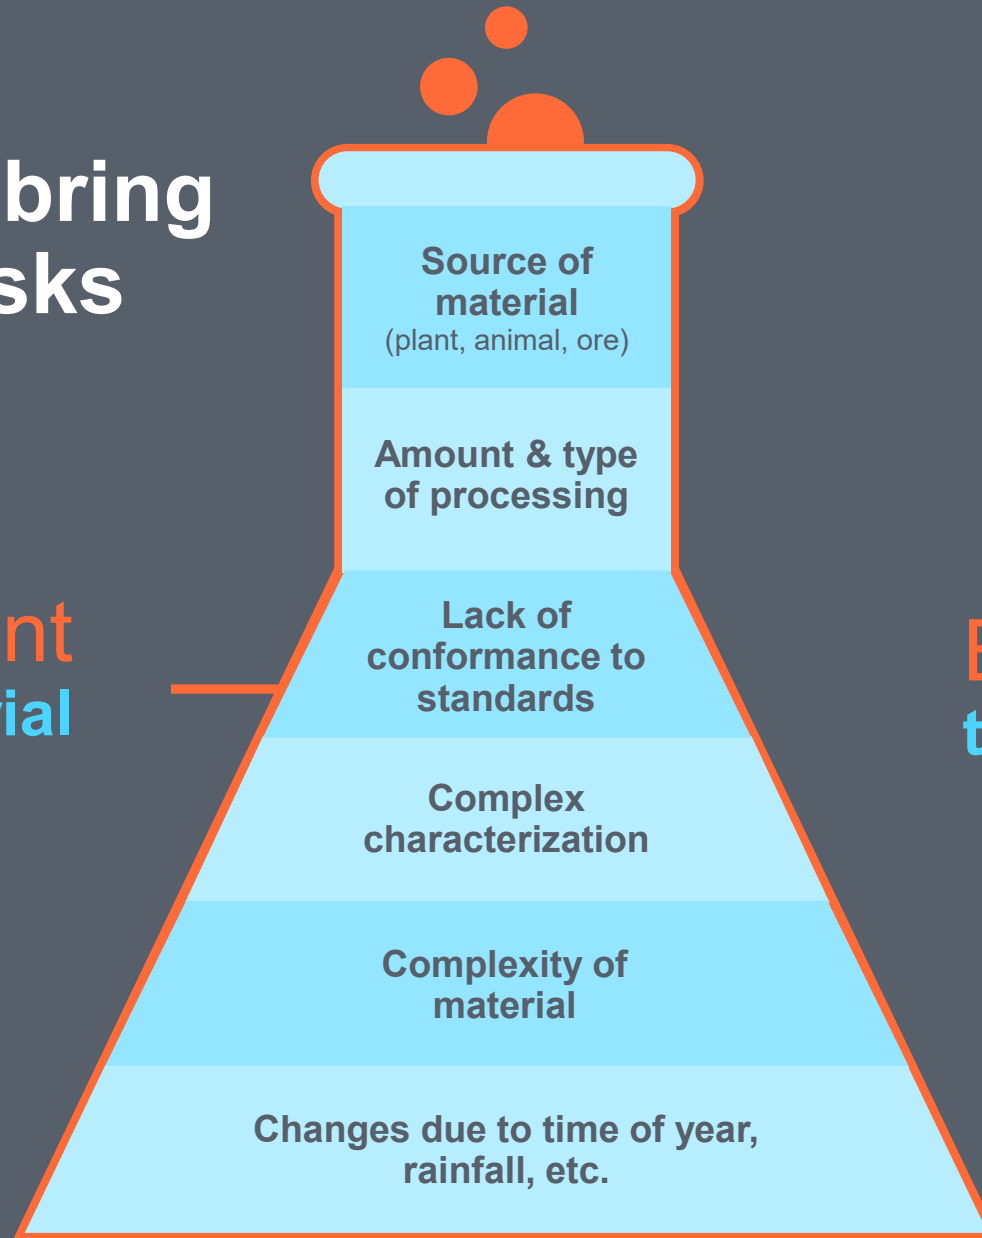 bring
sks
Source of
material
(plant, animal, ore)
Amount & type
of processing
Lack of
conformance to
standards
nt
rial
Complex
characterization
Complexity of
material
Changes due to time of year,
rainfall, etc.